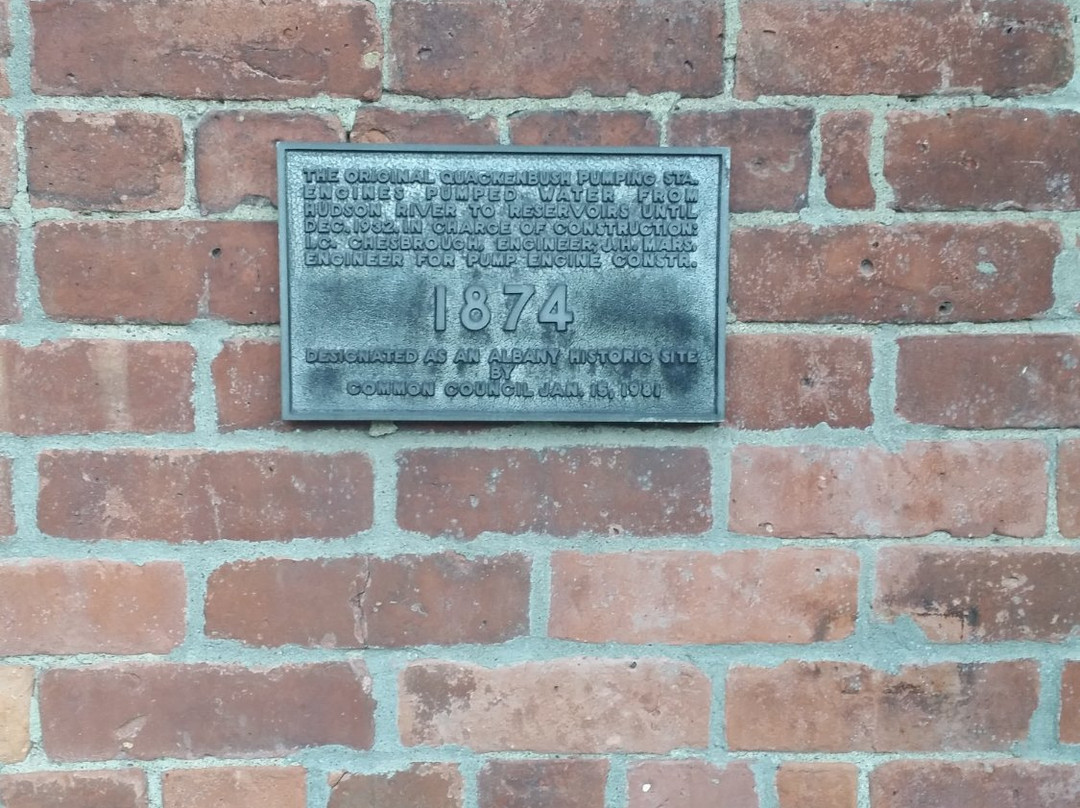 THE ORIGINAL QUACKENBUSH PUMPING STA.
ENGINES PUMPED WATER FROM
HUDSON RIVER TO RESERVOIRS UNTIL
DEC. 1932. IN CHARGE OF CONSTRUCTION:
I.C. CHESBROUGH, ENGINEER; J.H. MARS,
ENGINEER FOR PUMP ENGINE CONSTR.
1874
DESIGNATED AS AN ALBANY HISTORIC SITE
BY
COMMON COUNCIL JAN. 15, 1981